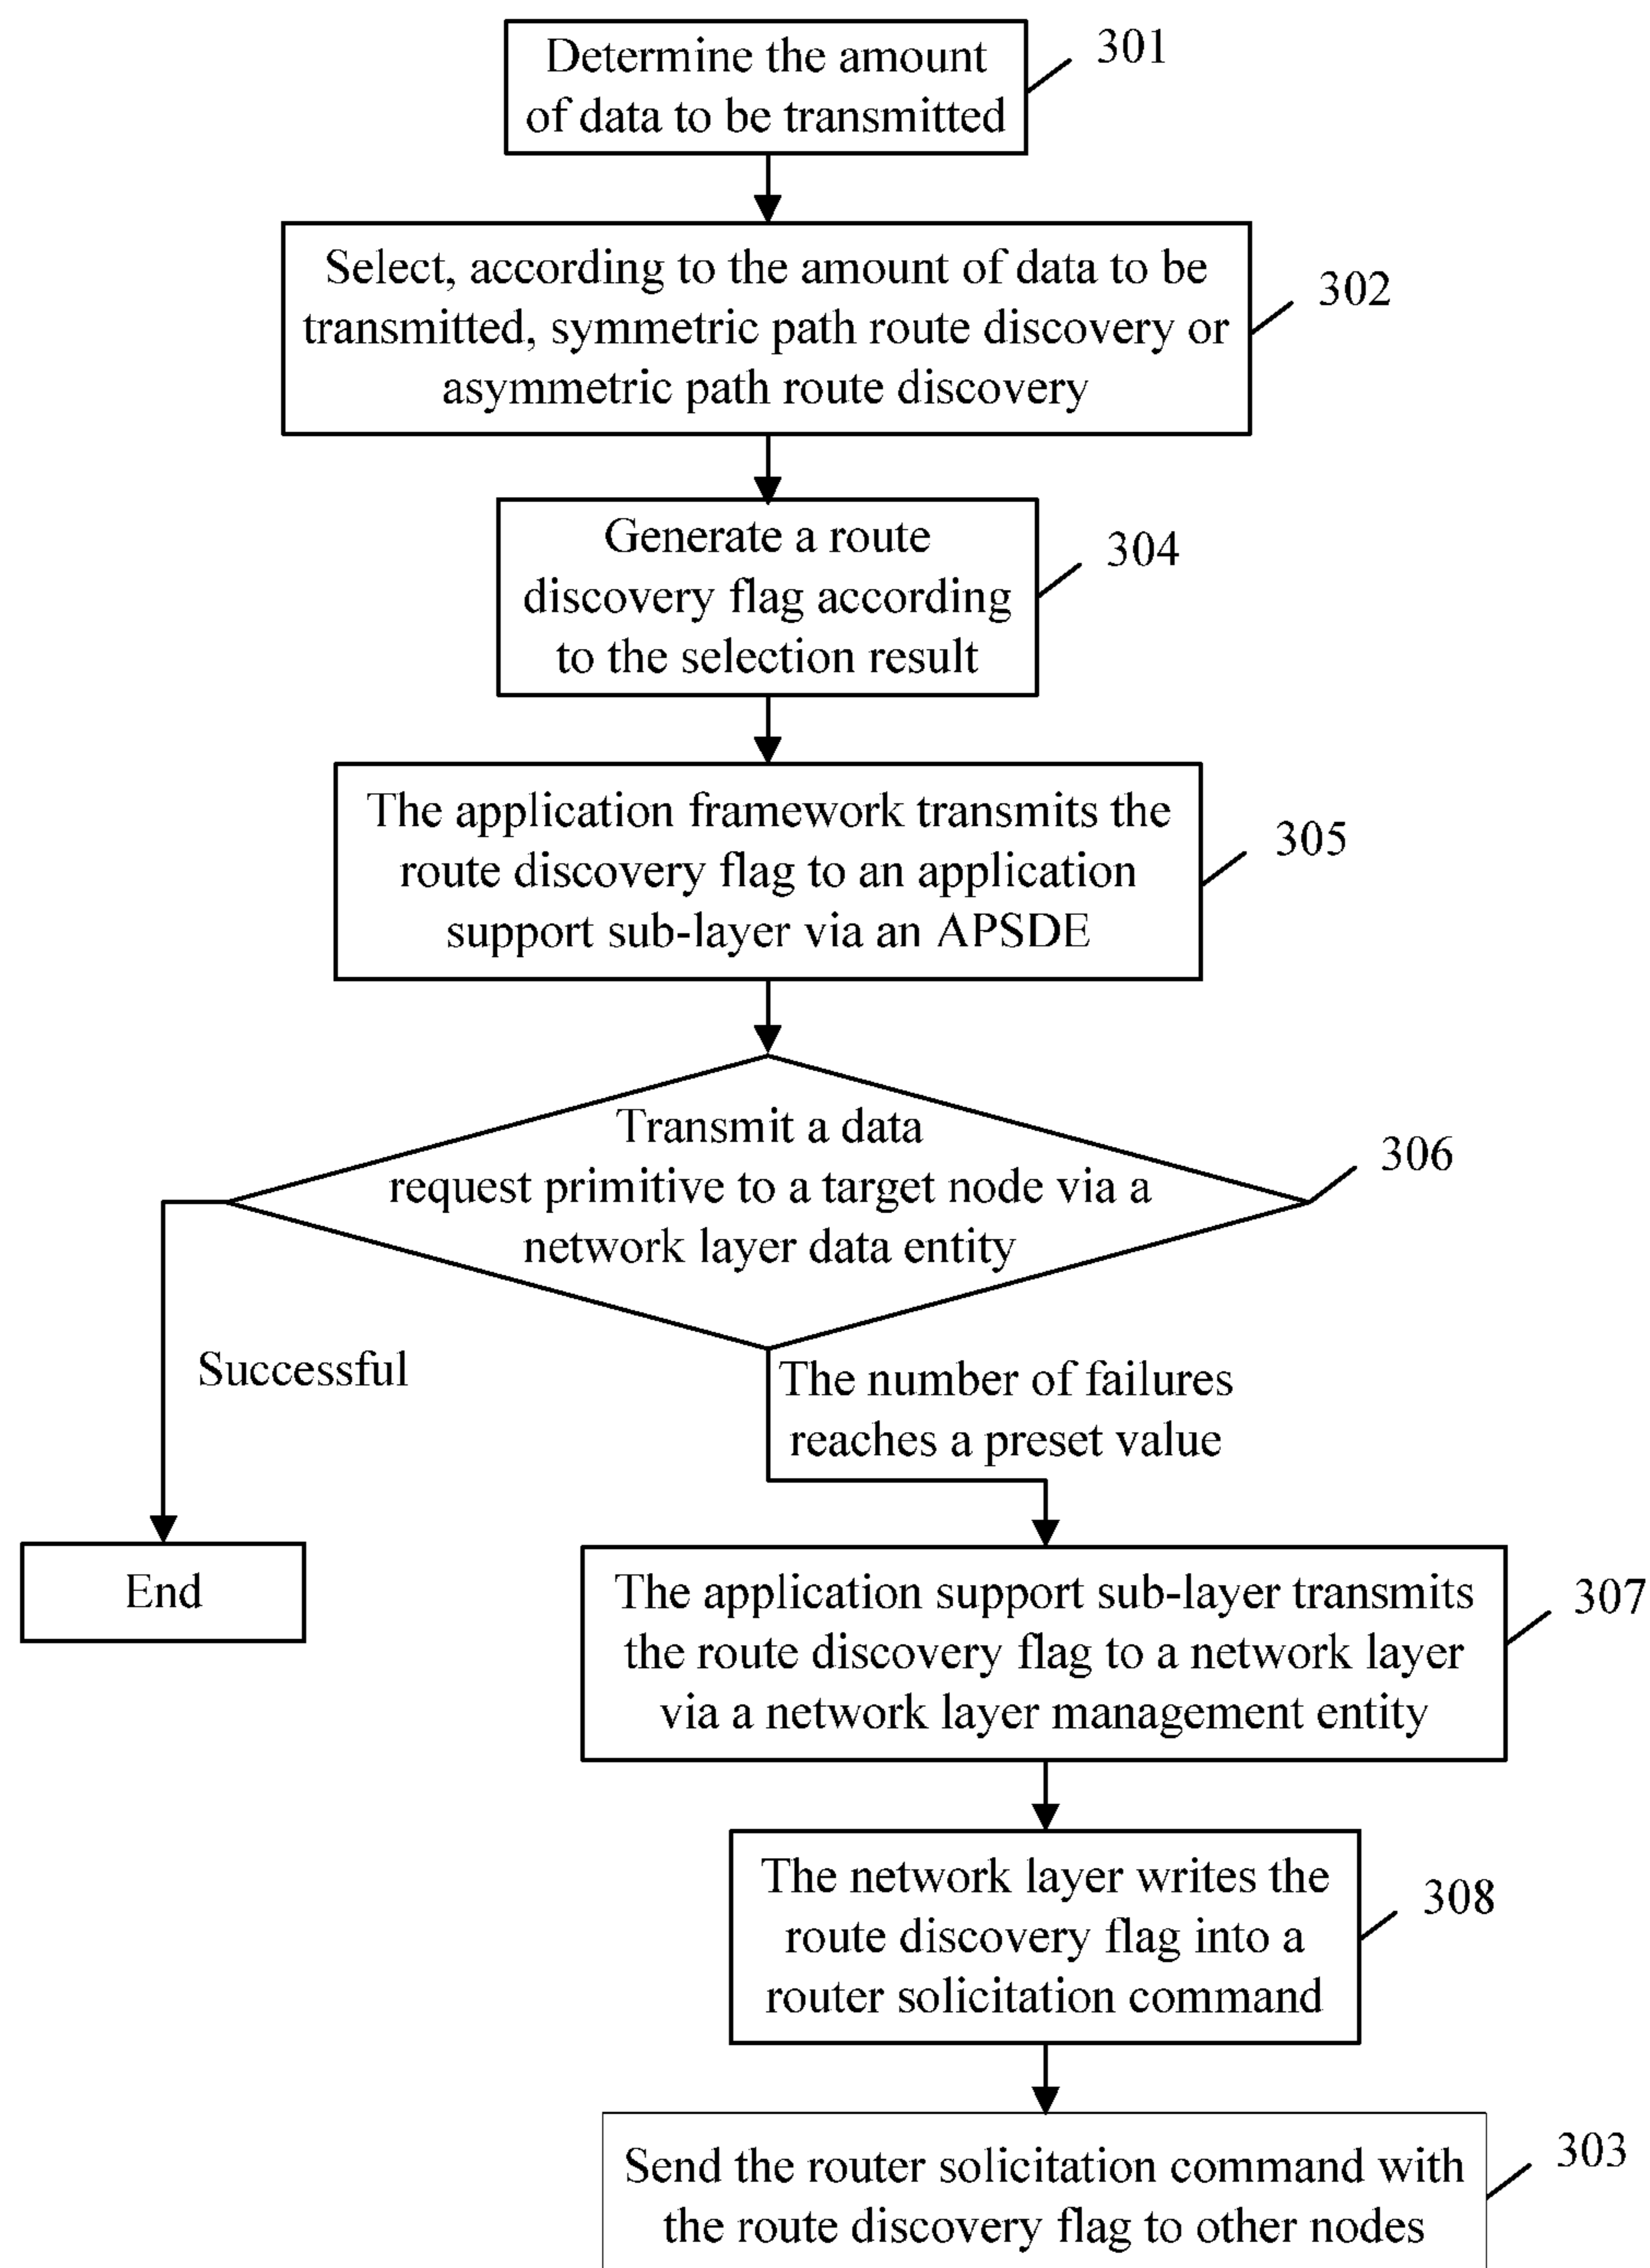 Determine the amount
of data to be transmitted
301
Select, according to the amount of data to be
transmitted, symmetric path route discovery or
asymmetric path route discovery
302
Generate a route
discovery flag according
to the selection result
304
The application framework transmits the
route discovery flag to an application
support sub-layer via an APSDE
305
Transmit a data
request primitive to a target node via a
network layer data entity
306
Successful
The number of failures
reaches a preset value
End
The application support sub-layer transmits
the route discovery flag to a network layer
via a network layer management entity
307
The network layer writes the
route discovery flag into a
router solicitation command
308
Send the router solicitation command with
the route discovery flag to other nodes
303